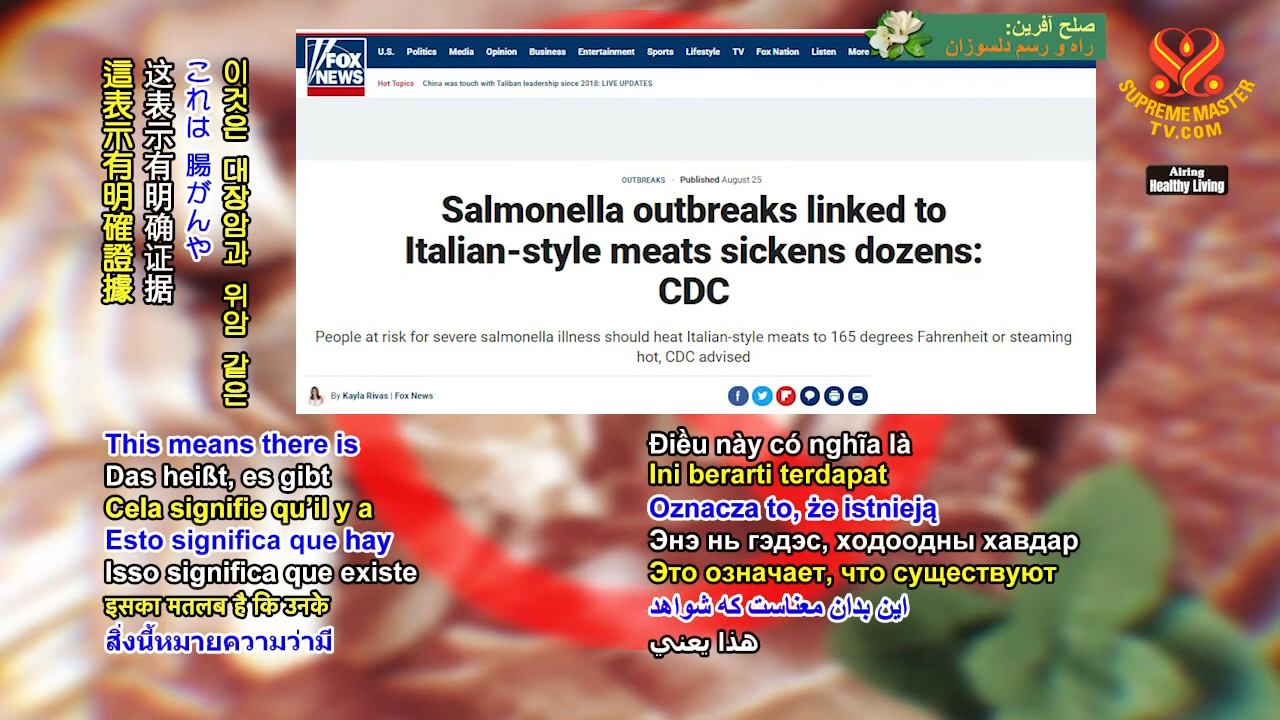 صلح آفرین:
راه و رسم دلسوزان
SUPREME MASTER
TV.COM
Airing
Healthy Living
FOX
NEWS
U.S. Politics Media Opinion Business Entertainment Sports Lifestyle TV Fox Nation Listen More
Hot Topics China was touch with Taliban leadership since 2018: LIVE UPDATES
OUTBREAKS · Published August 25
Salmonella outbreaks linked to
Italian-style meats sickens dozens:
CDC
People at risk for severe salmonella illness should heat Italian-style meats to 165 degrees Fahrenheit or steaming
hot, CDC advised
By Kayla Rivas | Fox News
이것은 대장암과 위암 같은
これは 腸がんや
这表示有明确证据
這表示有明確證據
This means there is
Das heißt, es gibt
Cela signifie qu’il y a
Esto significa que hay
Isso significa que existe
इसका मतलब है कि उनके
สิ่งนี้หมายความว่ามี
Điều này có nghĩa là
Ini berarti terdapat
Oznacza to, że istnieją
Энэ нь гэдэс, ходоодны хавдар
Это означает, что существуют
این بدان معناست که شواهد
هذا يعني